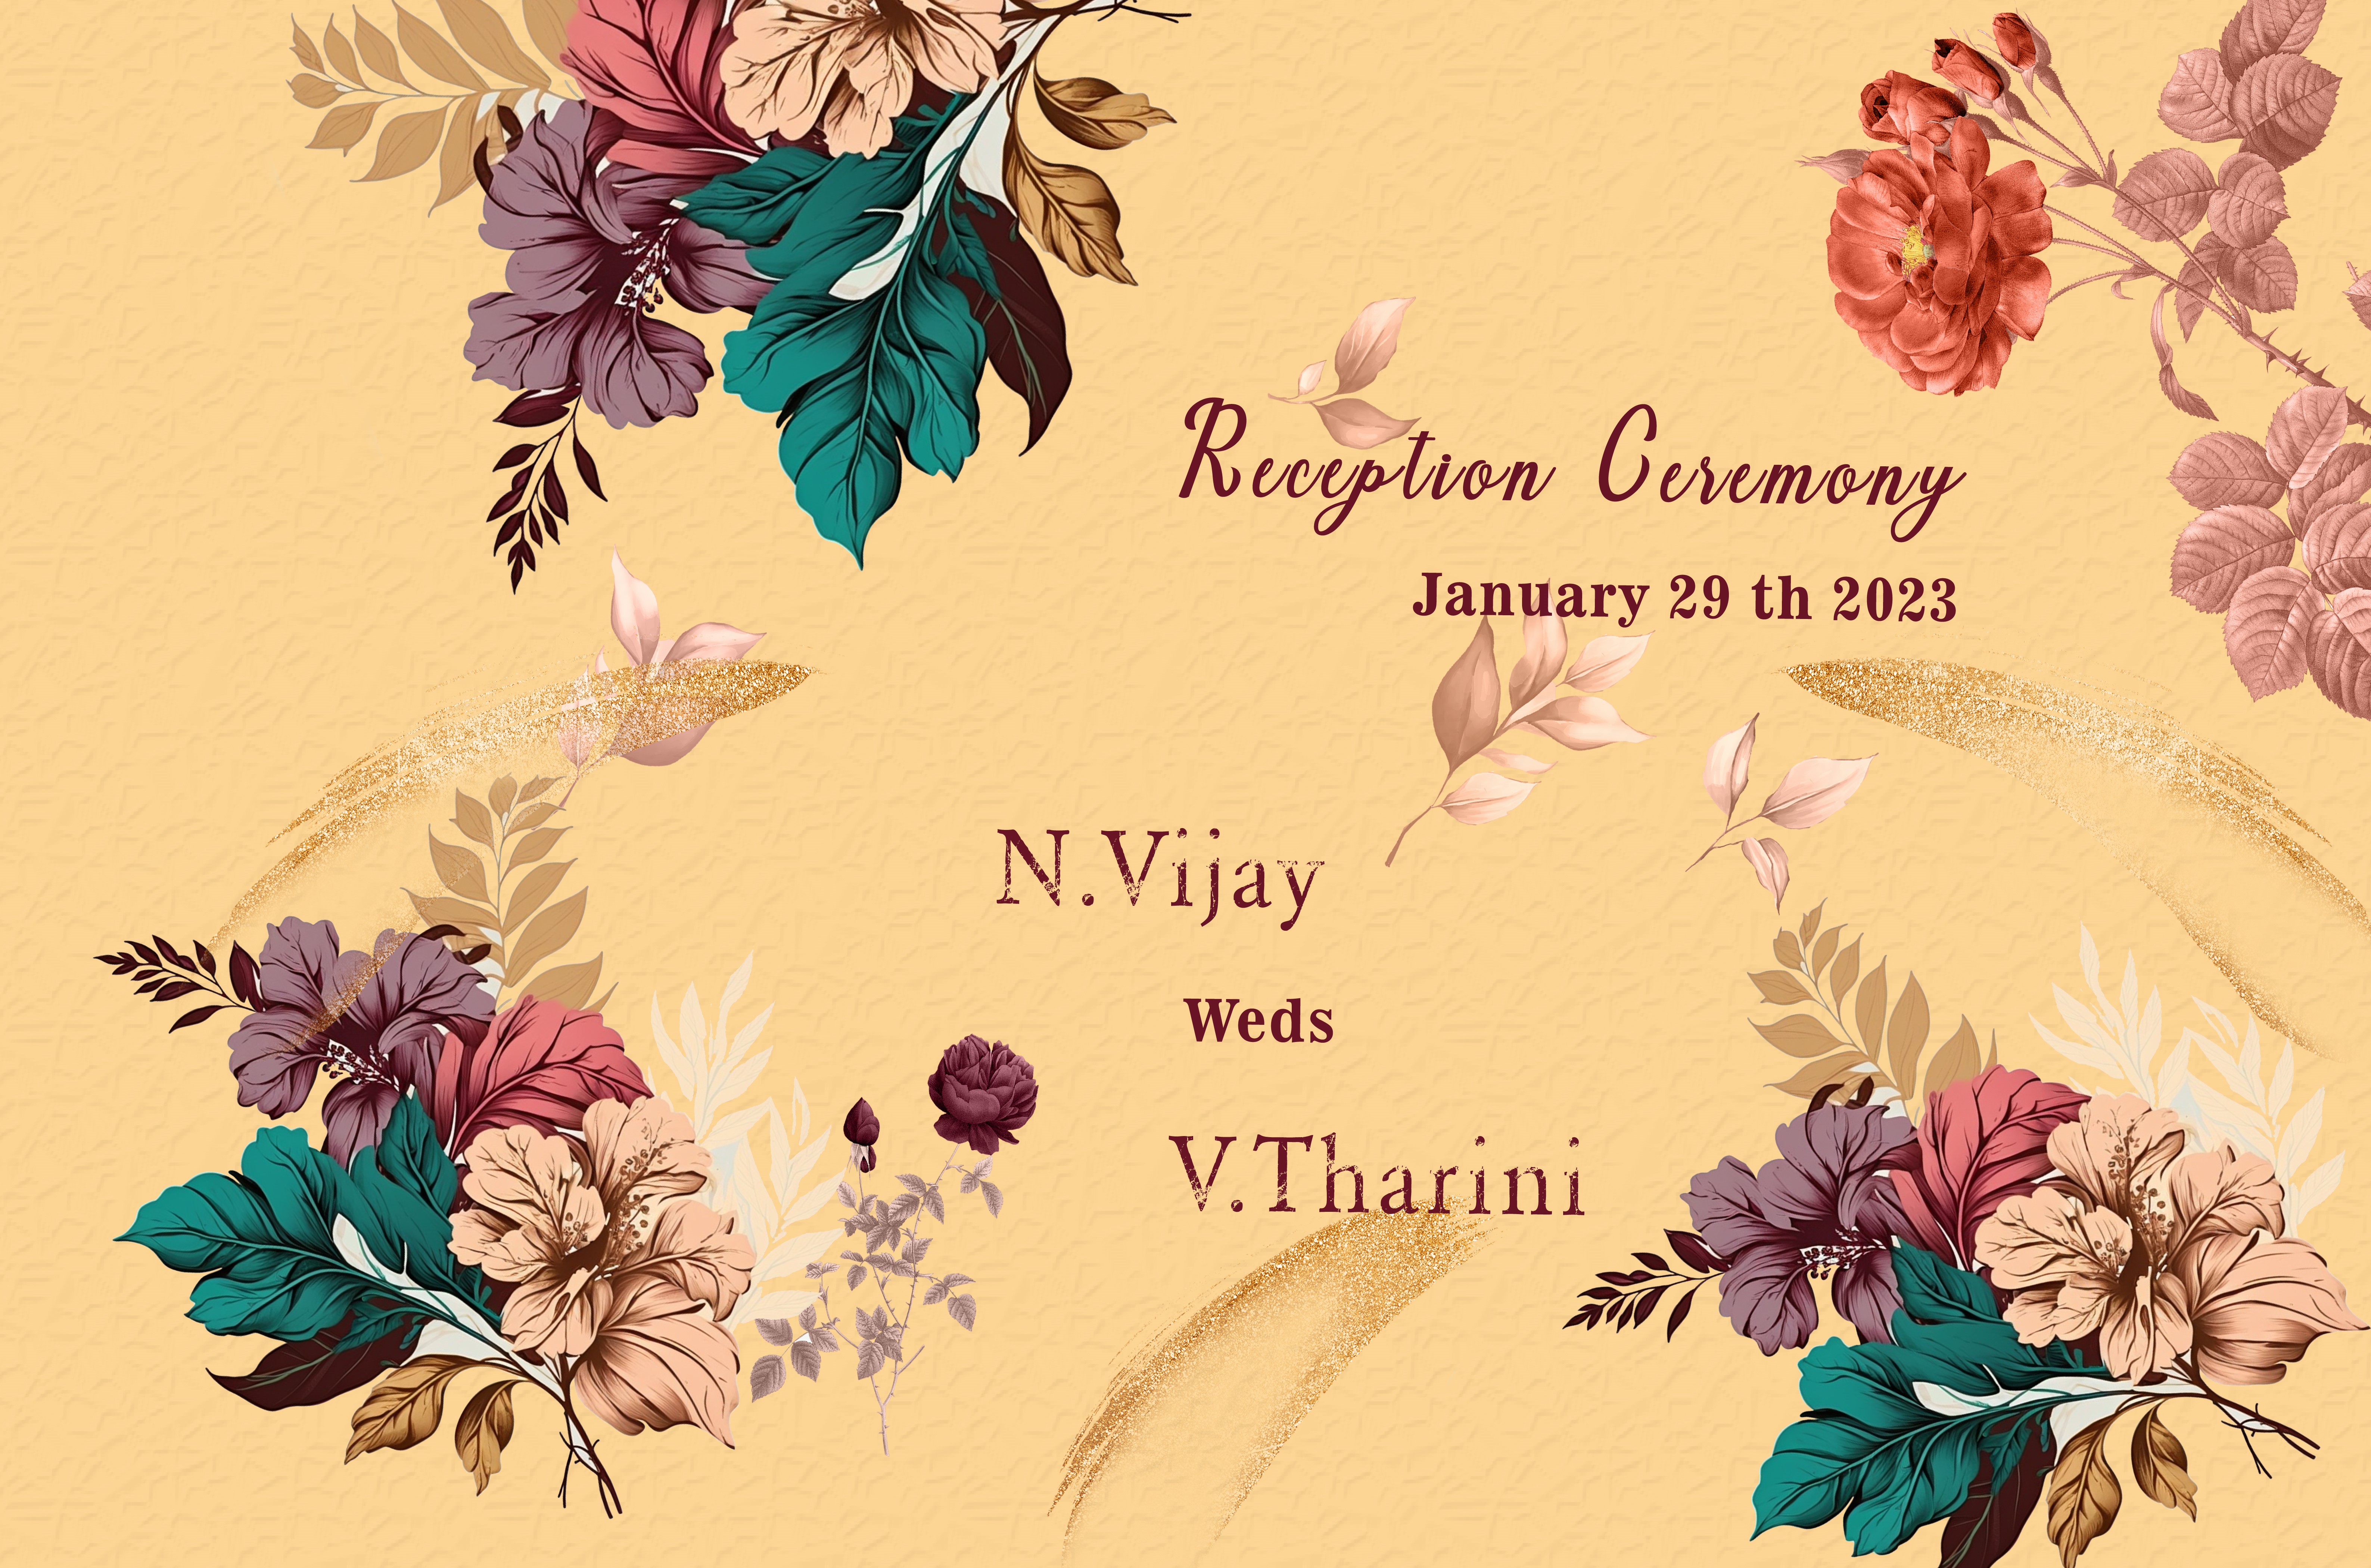 Reception Ceremony
January 29 th 2023
N.Vijay
Weds
V.Tharini